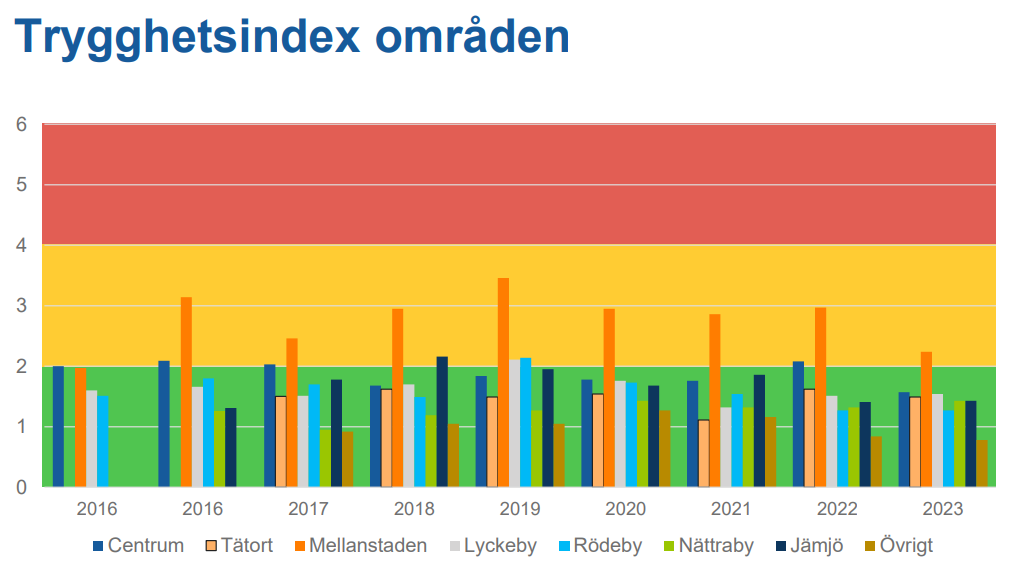 Trygghetsindex områden
6
5
4
3
2
1
0
2016 2016 2017 2018 2019 2020 2021 2022 2023
Centrum Tätort Mellanstaden Lyckeby Rödeby Nättraby Jämjö Övrigt